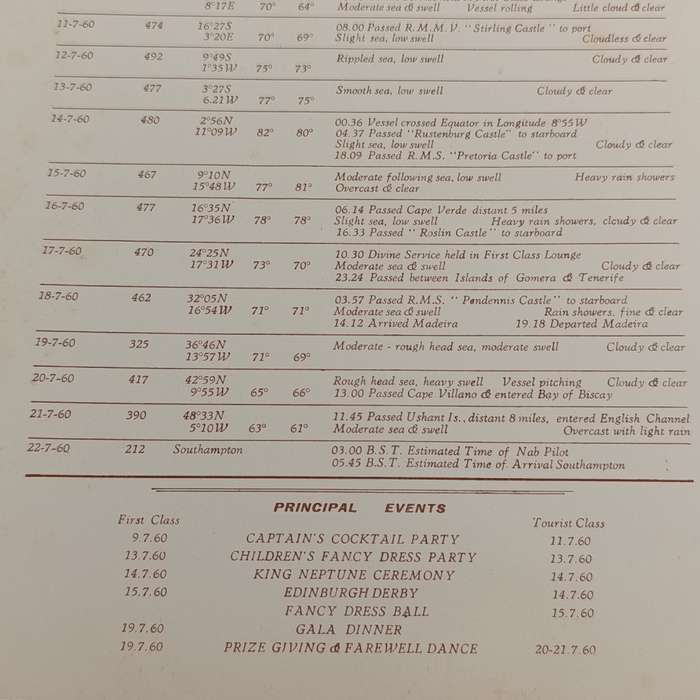 8°17E 70° 64° Moderate sea & swell Vessel rolling Little cloud & clear
11-7-60 474 16°27S 08.00 Passed R.M.M.V. "Stirling Castle" to port
3°20E 70° 69° Slight sea, low swell Cloudless & clear
12-7-60 492 9°49S Rippled sea, low swell Cloudy & clear
1°35W 75° 73°
13-7-60 477 3°27S Smooth sea, low swell Cloudy & clear
6.21W 77° 75°
14-7-60 480 2°56N 00.36 Vessel crossed Equator in Longitude 8°55W
11°09W 82° 80° 04.37 Passed "Rustenburg Castle" to starboard
Slight sea, low swell Cloudy & clear
18.09 Passed R.M.S. "Pretoria Castle" to port
15-7-60 467 9°10N Moderate following sea, low swell Heavy rain showers
15°48W 77° 81° Overcast & clear
16-7-60 477 16°35N 06.14 Passed Cape Verde distant 5 miles
17°36W 78° 78° Slight sea, low swell Heavy rain showers, cloudy & clear
16.33 Passed "Roslin Castle" to starboard
17-7-60 470 24°25N 10.30 Divine Service held in First Class Lounge
17°31W 73° 70° Moderate sea & swell Cloudy & clear
23.24 Passed between Islands of Gomera & Tenerife
18-7-60 462 32°05N 03.57 Passed R.M.S. "Pendennis Castle" to starboard
16°54W 71° 71° Moderate sea & swell Rain showers, fine & clear
14.12 Arrived Madeira 19.18 Departed Madeira
19-7-60 325 36°46N Moderate - rough head sea, moderate swell Cloudy & clear
13°57W 71° 69°
20-7-60 417 42°59N Rough head sea, heavy swell Vessel pitching Cloudy & clear
9°55W 65° 66° 13.00 Passed Cape Villano & entered Bay of Biscay
21-7-60 390 48°33N 11.45 Passed Ushant Is., distant 8 miles, entered English Channel
5°10W 63° 61° Moderate sea & swell Overcast with light rain
22-7-60 212 Southampton 03.00 B.S.T. Estimated Time of Nab Pilot
05.45 B.S.T. Estimated Time of Arrival Southampton
PRINCIPAL EVENTS
First Class Tourist Class
9.7.60 CAPTAIN'S COCKTAIL PARTY 11.7.60
13.7.60 CHILDREN'S FANCY DRESS PARTY 13.7.60
14.7.60 KING NEPTUNE CEREMONY 14.7.60
15.7.60 EDINBURGH DERBY 14.7.60
FANCY DRESS BALL 15.7.60
19.7.60 GALA DINNER
19.7.60 PRIZE GIVING & FAREWELL DANCE 20-21.7.60